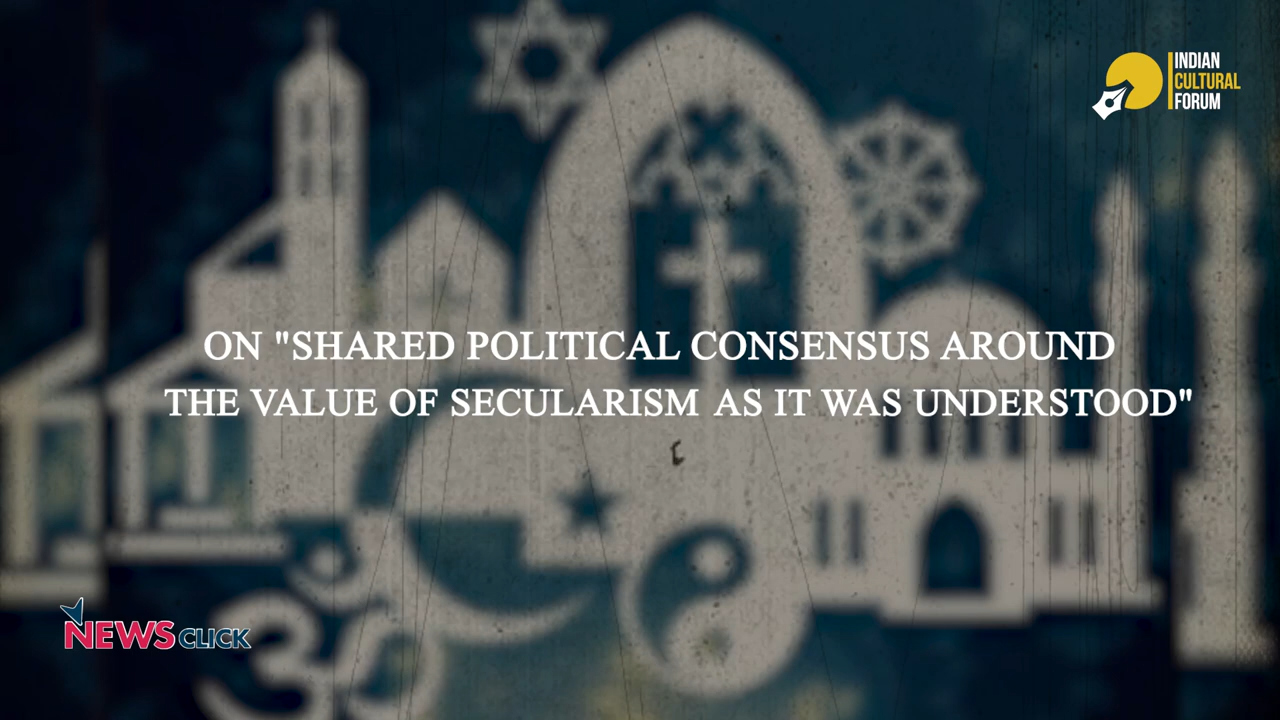 INDIAN
CULTURAL
FORUM
ON "SHARED POLITICAL CONSENSUS AROUND
THE VALUE OF SECULARISM AS IT WAS UNDERSTOOD"
NEWSCLICK